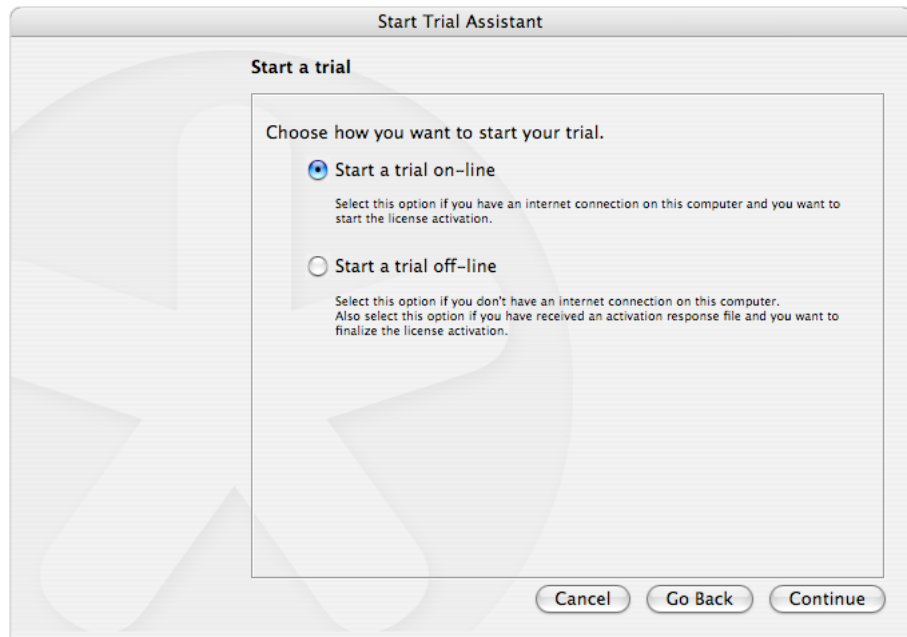 Start Trial Assistant
Start a trial
Choose how you want to start your trial.
Start a trial on-line
Select this option if you have an internet connection on this computer and you want to
start the license activation.
Start a trial off-line
Select this option if you don't have an internet connection on this computer.
Also select this option if you have received an activation response file and you want to
finalize the license activation.
Cancel Go Back Continue